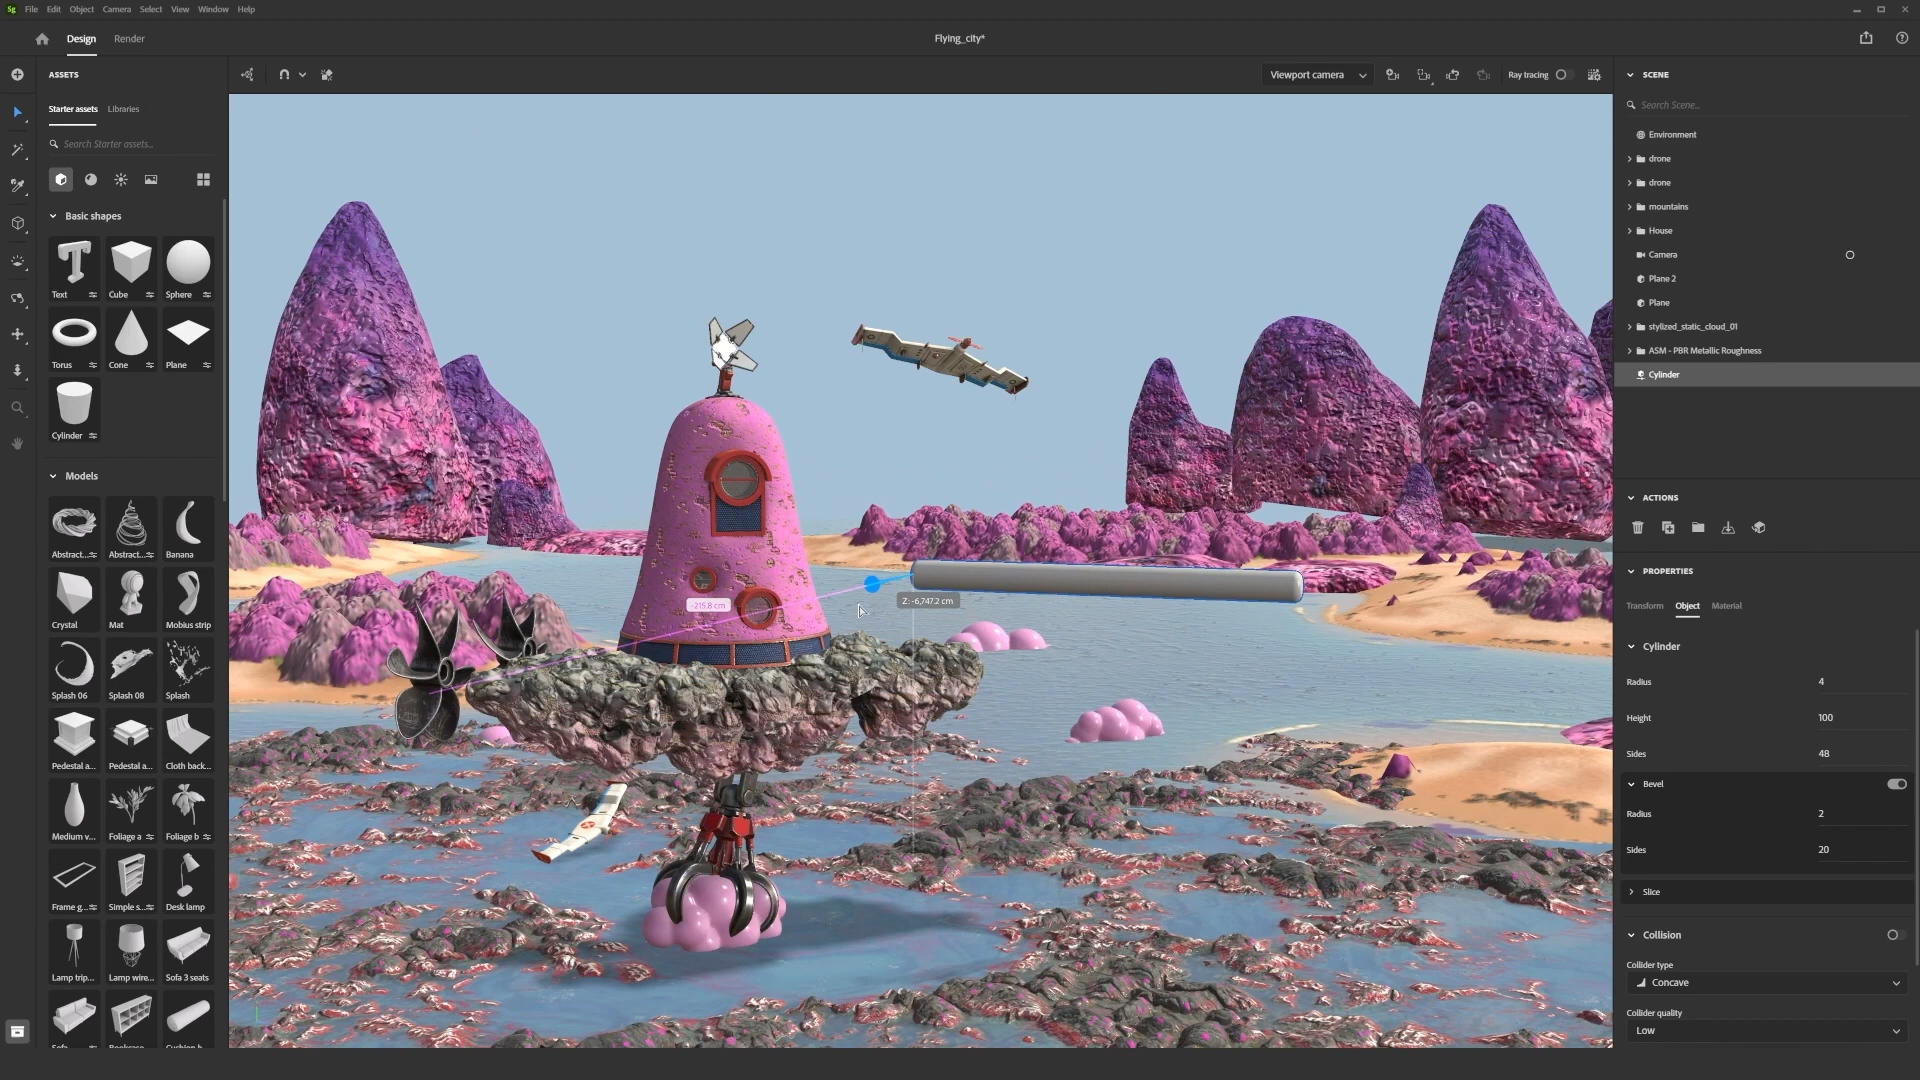 Sg File Edit Object Camera Select View Window Help
Design Render Flying_city*
ASSETS
Starter assets Libraries
Search Starter assets...
Basic shapes
Text Cube Sphere
Torus Cone Plane
Cylinder
Models
Abstract... Abstract... Banana
Crystal Mat Mobius strip
Splash 06 Splash 08 Splash
Pedestal a... Pedestal a... Cloth back...
Medium v... Foliage a Foliage b
Frame g... Simple s... Desk lamp
Lamp trip... Lamp wire... Sofa 3 seats
Viewport camera Ray tracing
-215.8 cm
Z: -6,747.2 cm
SCENE
Search Scene...
Environment
drone
drone
mountains
House
Camera
Plane 2
Plane
stylized_static_cloud_01
ASM - PBR Metallic Roughness
Cylinder
ACTIONS
PROPERTIES
Transform Object Material
Cylinder
Radius 4
Height 100
Sides 48
Bevel
Radius 2
Sides 20
Slice
Collision
Collider type
Concave
Collider quality
Low